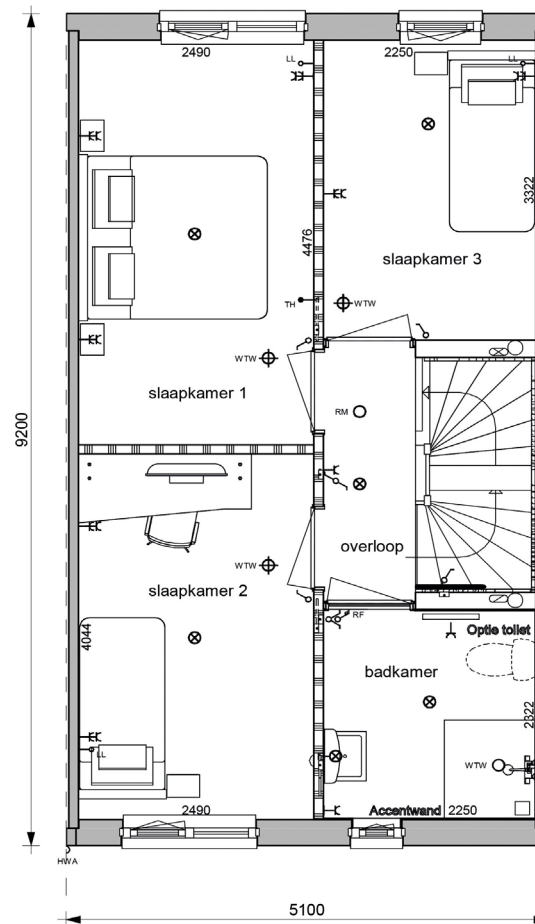 2490
2250
LL
LL
3322
4476
slaapkamer 3
TH
WTW
WTW
slaapkamer 1
RM
9200
overloop
WTW
slaapkamer 2
RF
Optie toilet
4044
badkamer
2322
LL
WTW
2490
Accentwand
2250
HWA
5100